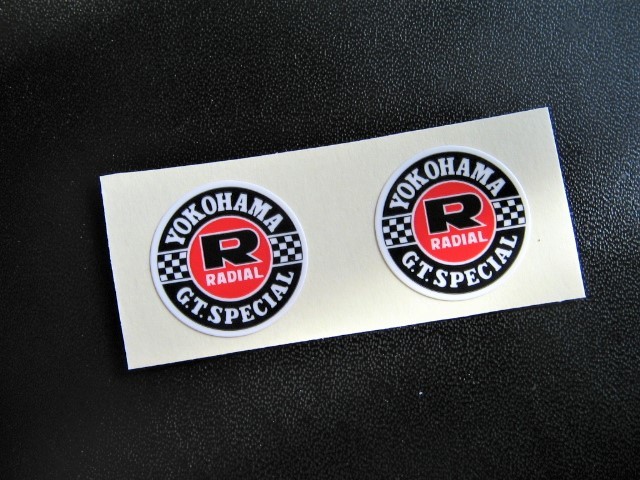 YOKOHAMA
R
RADIAL
G.T. SPECIAL
YOKOHAMA
R
RADIAL
G.T. SPECIAL